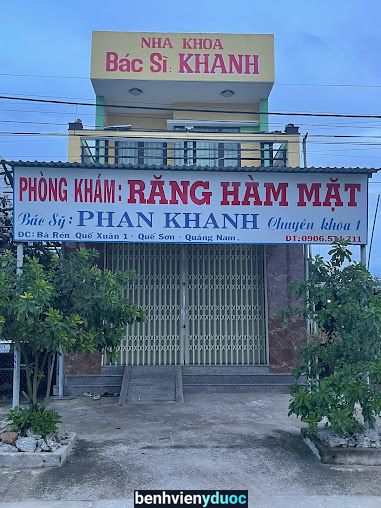 NHA KHOA
Bác Sĩ: KHANH
PHÒNG KHÁM: RĂNG HÀM MẶT
Bác Sỹ: PHAN KHANH Chuyên khoa 1
ĐC: Bà Rén Quế Xuân 1 - Quế Sơn - Quảng Nam.
benhvienyduoc